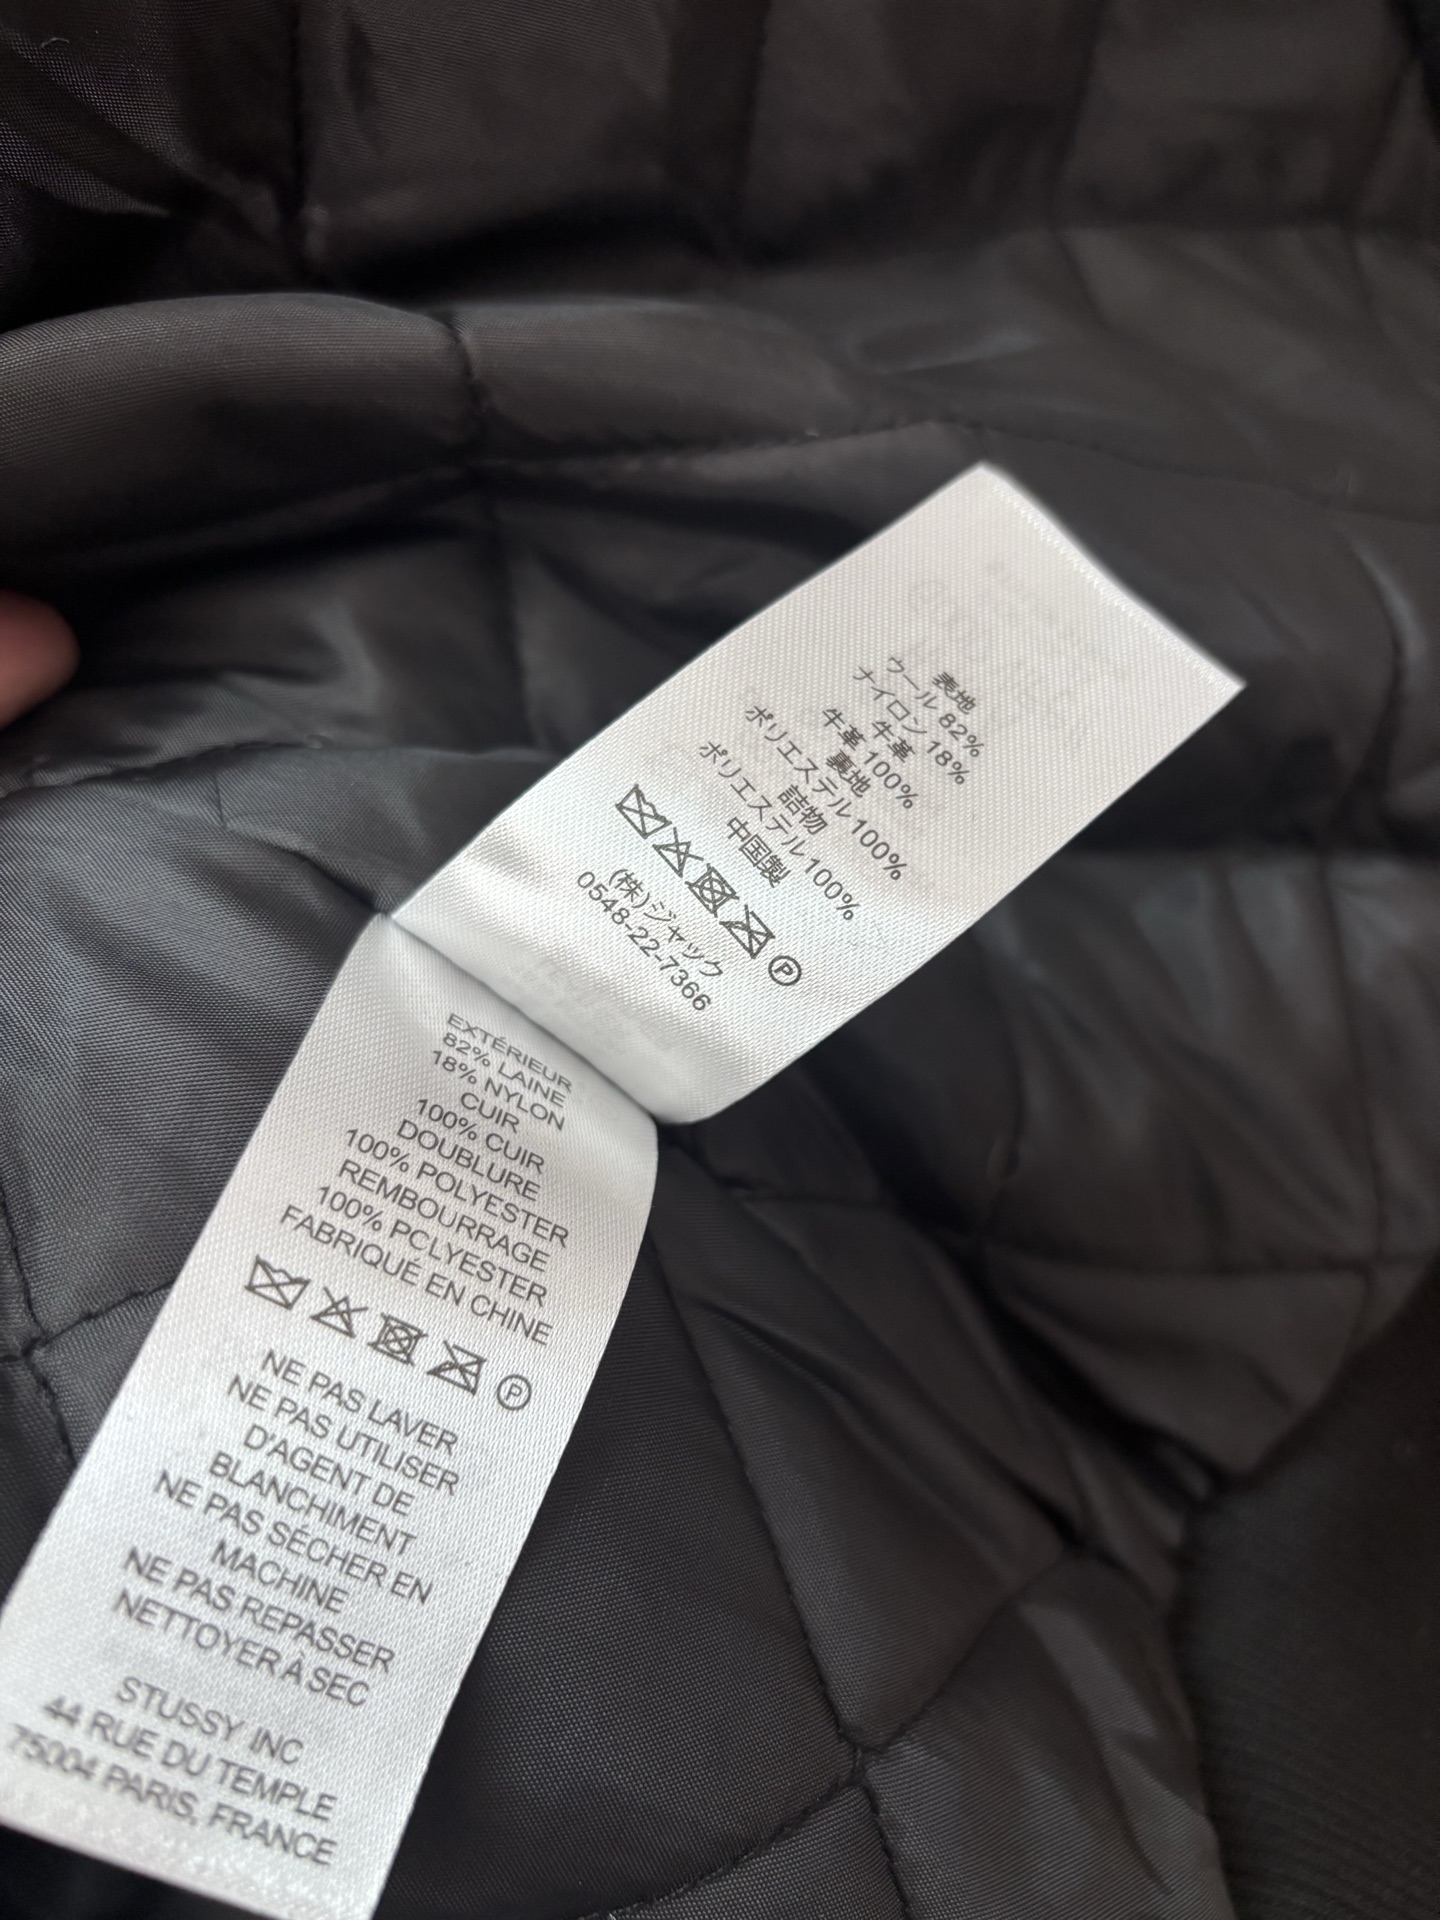 表地
ウール 82%
ナイロン 18%
牛革
牛革 100%
裏地
ポリエステル 100%
詰物
ポリエステル 100%
中国製
P
(株)ジャック
0548-22-7366
EXTÉRIEUR
82% LAINE
18% NYLON
CUIR
100% CUIR
DOUBLURE
100% POLYESTER
REMBOURRAGE
100% POLYESTER
FABRIQUÉ EN CHINE
P
NE PAS LAVER
NE PAS UTILISER
D'AGENT DE
BLANCHIMENT
NE PAS SÉCHER EN
MACHINE
NE PAS REPASSER
NETTOYER À SEC
STUSSY INC
44 RUE DU TEMPLE
75004 PARIS, FRANCE